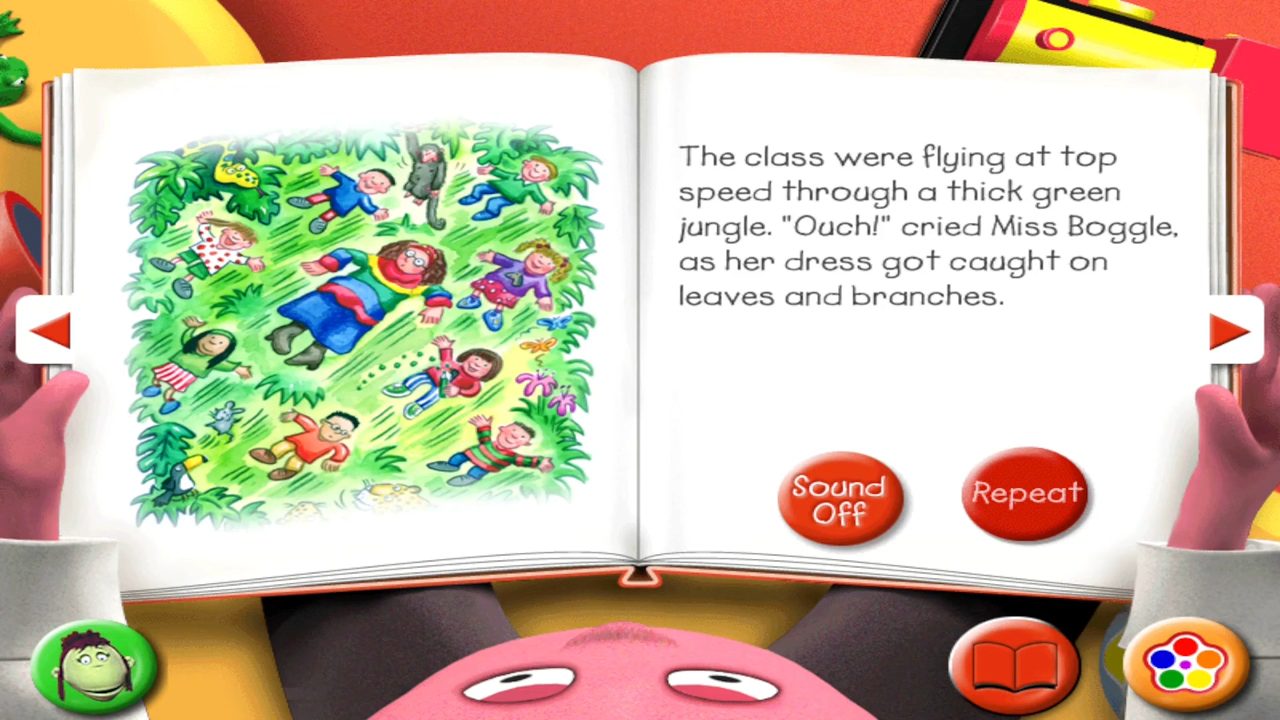 The class were flying at top
speed through a thick green
jungle. "Ouch!" cried Miss Boggle,
as her dress got caught on
leaves and branches.
Sound
Off
Repeat